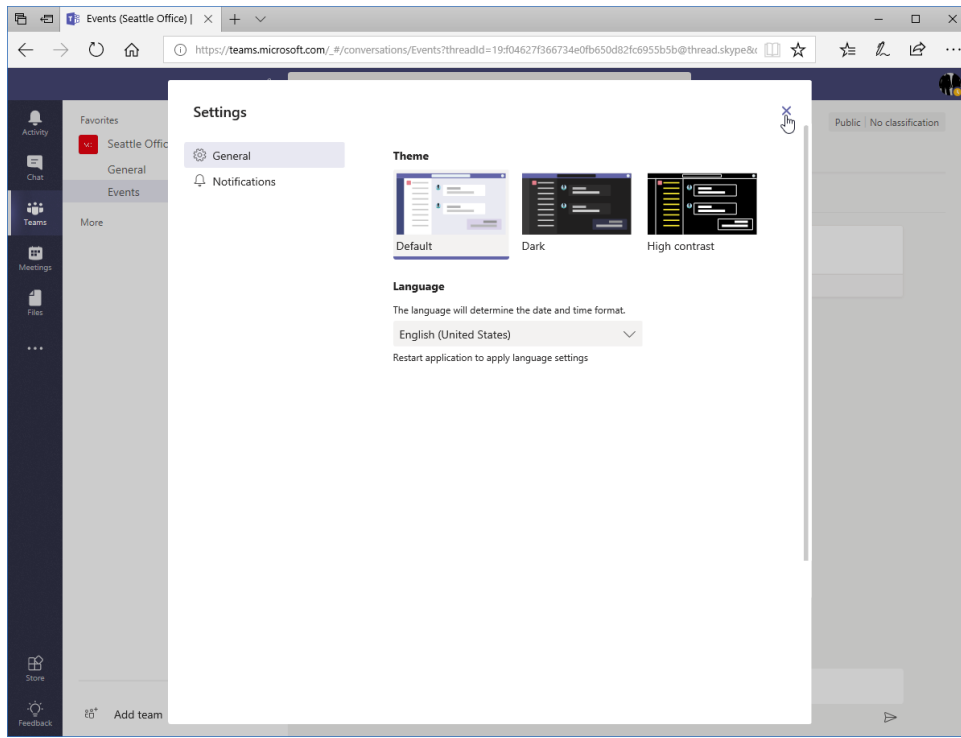 Events (Seattle Office) |
https://teams.microsoft.com/_#/conversations/Events?threadId=19:f04627f366734e0fb650d82fc6955b5b@thread.skype&
Activity
Chat
Teams
Meetings
Files
Store
Feedback
Favorites
Seattle Offic
General
Events
More
Add team
Settings
General
Notifications
Theme
Default
Dark
High contrast
Language
The language will determine the date and time format.
English (United States)
Restart application to apply language settings
Public
No classification